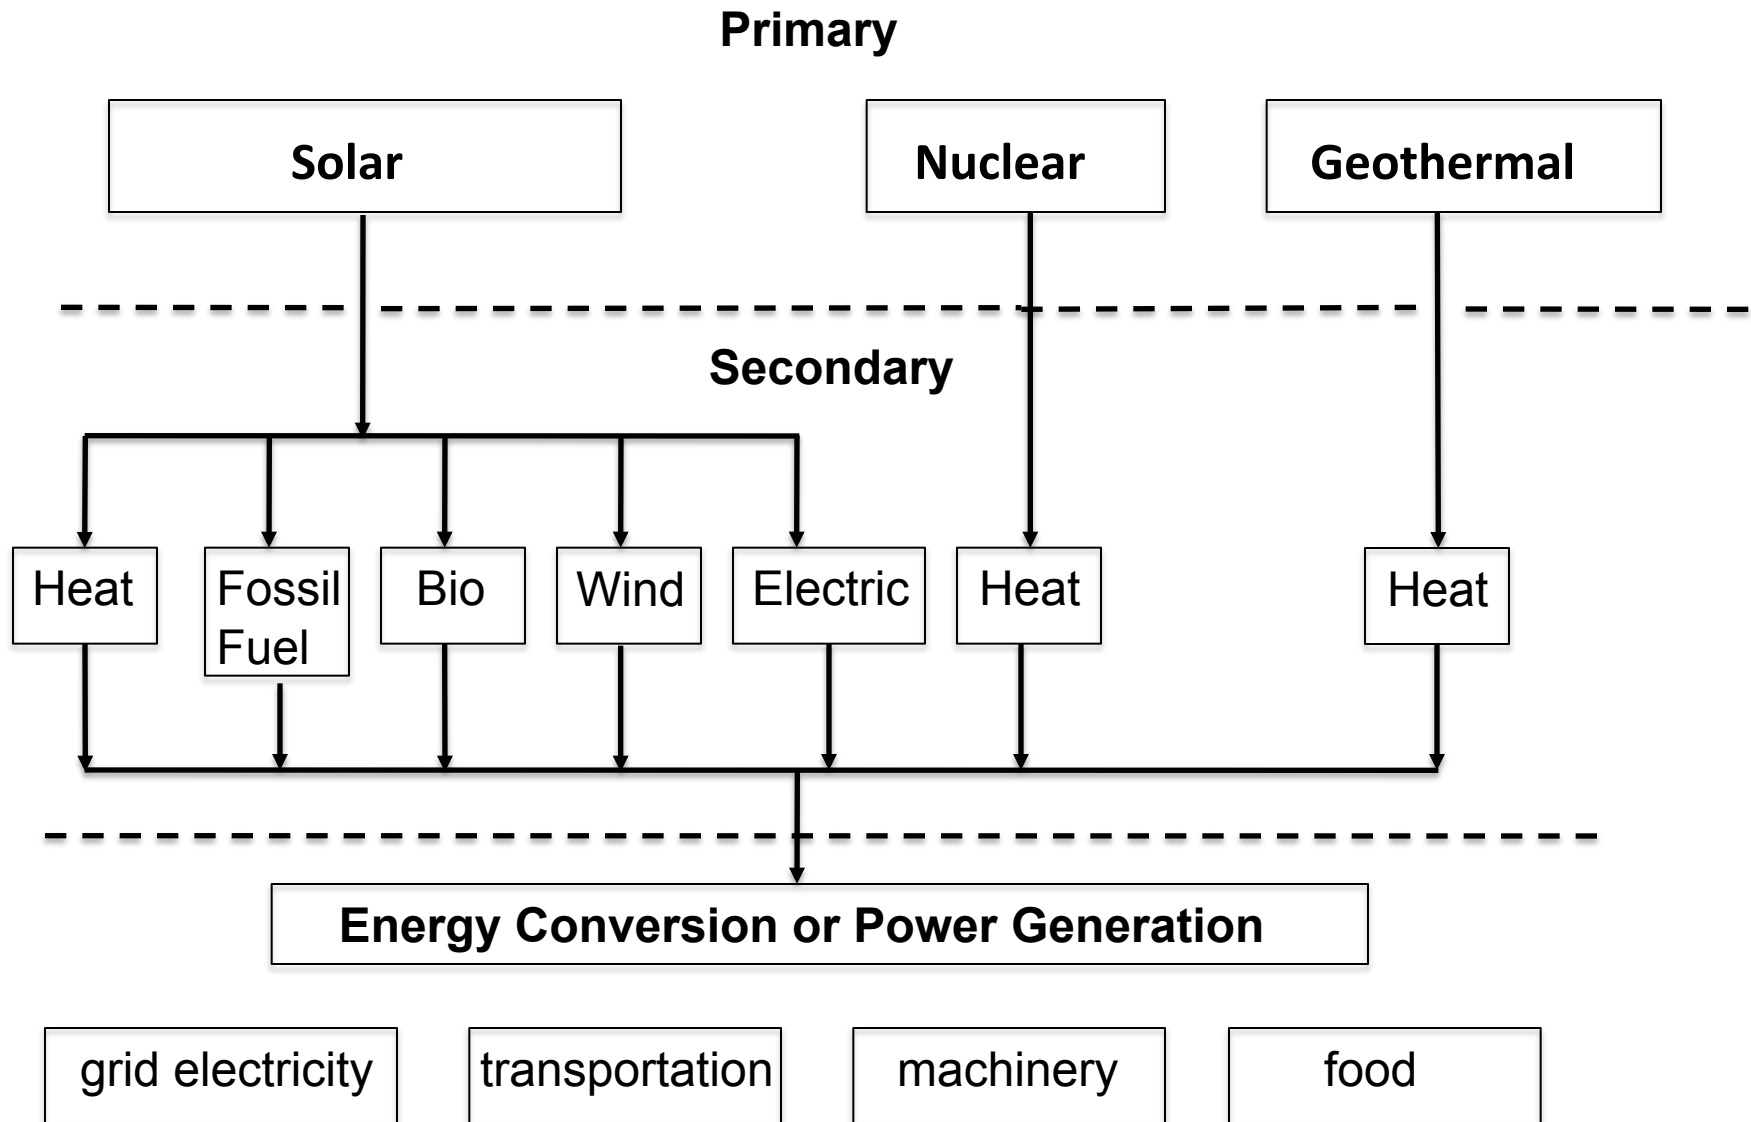 Primary
Solar
Nuclear
Geothermal
Secondary
Heat
Fossil
Fuel
Bio
Wind
Electric
Heat
Heat
Energy Conversion or Power Generation
grid electricity
transportation
machinery
food